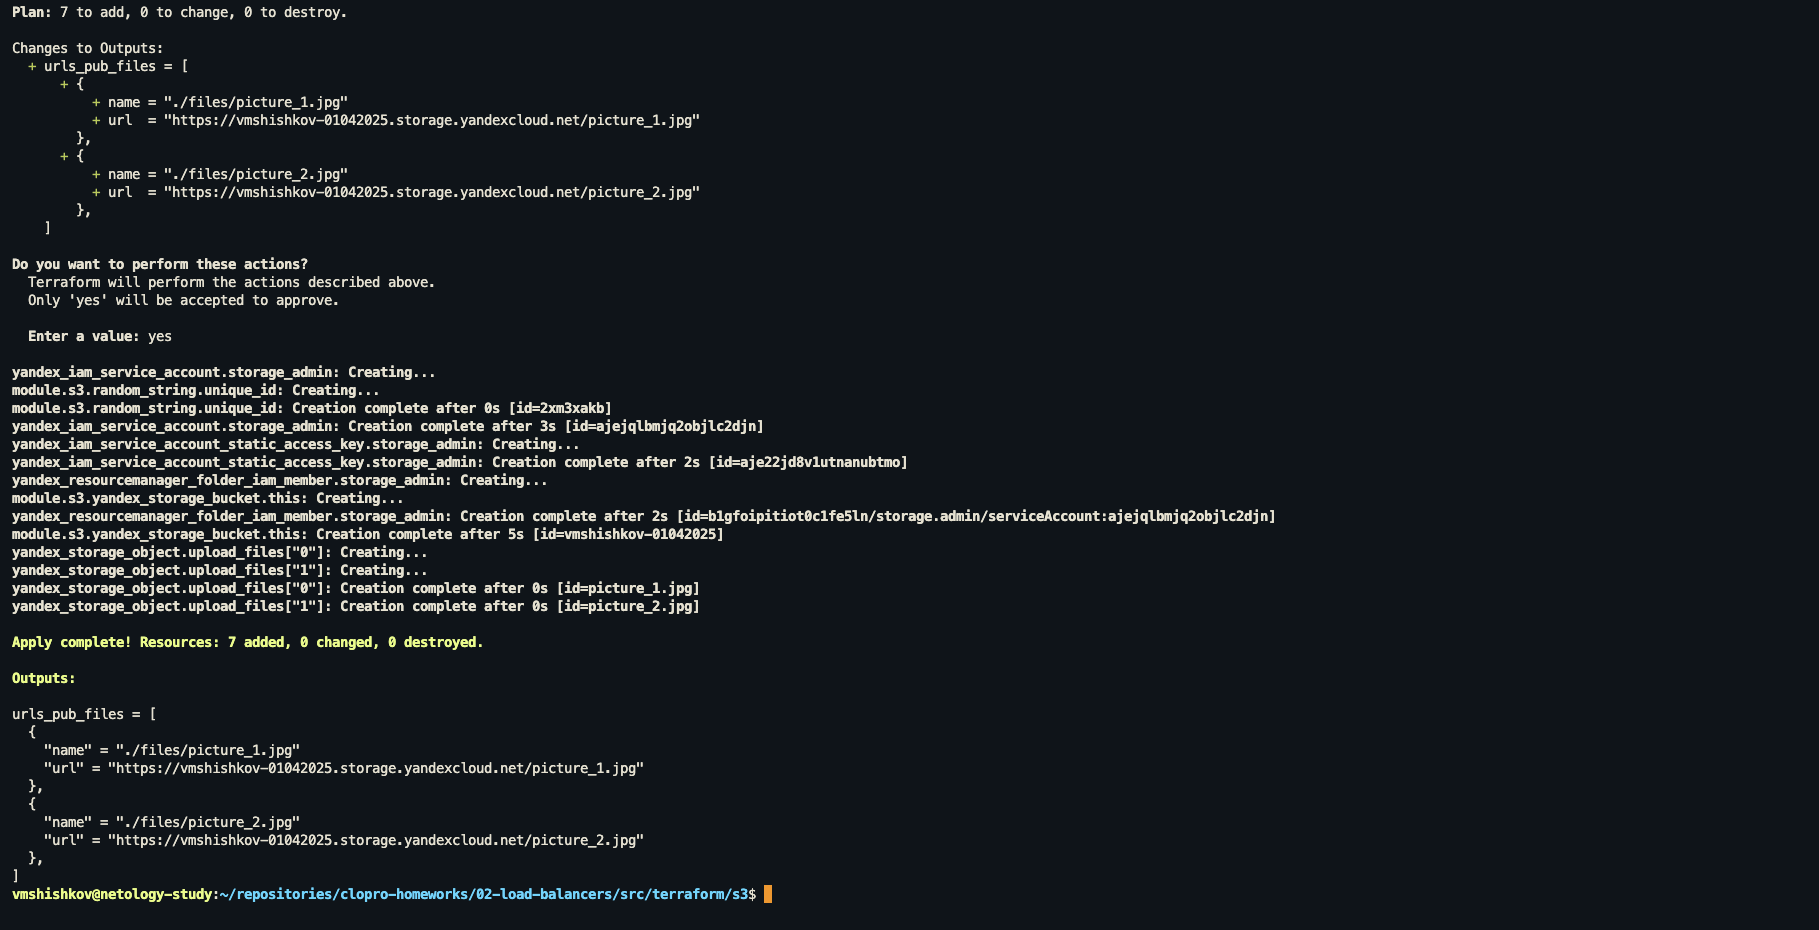 Plan: 7 to add, 0 to change, 0 to destroy.
Changes to Outputs:
  + urls_pub_files = [
      + {
          + name = "./files/picture_1.jpg"
          + url  = "https://vmshishkov-01042025.storage.yandexcloud.net/picture_1.jpg"
        },
      + {
          + name = "./files/picture_2.jpg"
          + url  = "https://vmshishkov-01042025.storage.yandexcloud.net/picture_2.jpg"
        },
    ]
Do you want to perform these actions?
  Terraform will perform the actions described above.
  Only 'yes' will be accepted to approve.
  Enter a value: yes
yandex_iam_service_account.storage_admin: Creating...
module.s3.random_string.unique_id: Creating...
module.s3.random_string.unique_id: Creation complete after 0s [id=2xm3xakb]
yandex_iam_service_account.storage_admin: Creation complete after 3s [id=ajejqlbmjq2objlc2djn]
yandex_iam_service_account_static_access_key.storage_admin: Creating...
yandex_iam_service_account_static_access_key.storage_admin: Creation complete after 2s [id=aje22jd8v1utnanubtmo]
yandex_resourcemanager_folder_iam_member.storage_admin: Creating...
module.s3.yandex_storage_bucket.this: Creating...
yandex_resourcemanager_folder_iam_member.storage_admin: Creation complete after 2s [id=b1gfoipitiot0c1fe5ln/storage.admin/serviceAccount:ajejqlbmjq2objlc2djn]
module.s3.yandex_storage_bucket.this: Creation complete after 5s [id=vmshishkov-01042025]
yandex_storage_object.upload_files["0"]: Creating...
yandex_storage_object.upload_files["1"]: Creating...
yandex_storage_object.upload_files["0"]: Creation complete after 0s [id=picture_1.jpg]
yandex_storage_object.upload_files["1"]: Creation complete after 0s [id=picture_2.jpg]
Apply complete! Resources: 7 added, 0 changed, 0 destroyed.
Outputs:
urls_pub_files = [
  {
    "name" = "./files/picture_1.jpg"
    "url" = "https://vmshishkov-01042025.storage.yandexcloud.net/picture_1.jpg"
  },
  {
    "name" = "./files/picture_2.jpg"
    "url" = "https://vmshishkov-01042025.storage.yandexcloud.net/picture_2.jpg"
  },
]
vmshishkov@netology-study:~/repositories/clopro-homeworks/02-load-balancers/src/terraform/s3$